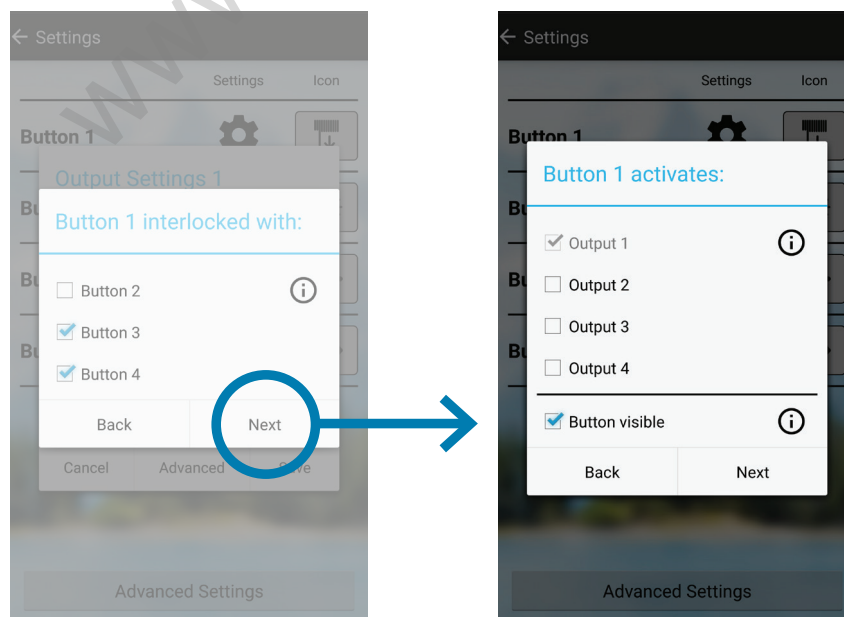 ← Settings
Settings Icon
Button 1
Output Settings 1
Button 1 interlocked with:
Button 2
Button 3
Button 4
Back Next
Cancel Advanced
Advanced Settings
← Settings
Settings Icon
Button 1
Button 1 activates:
Output 1
Output 2
Output 3
Output 4
Button visible
Back Next
Advanced Settings